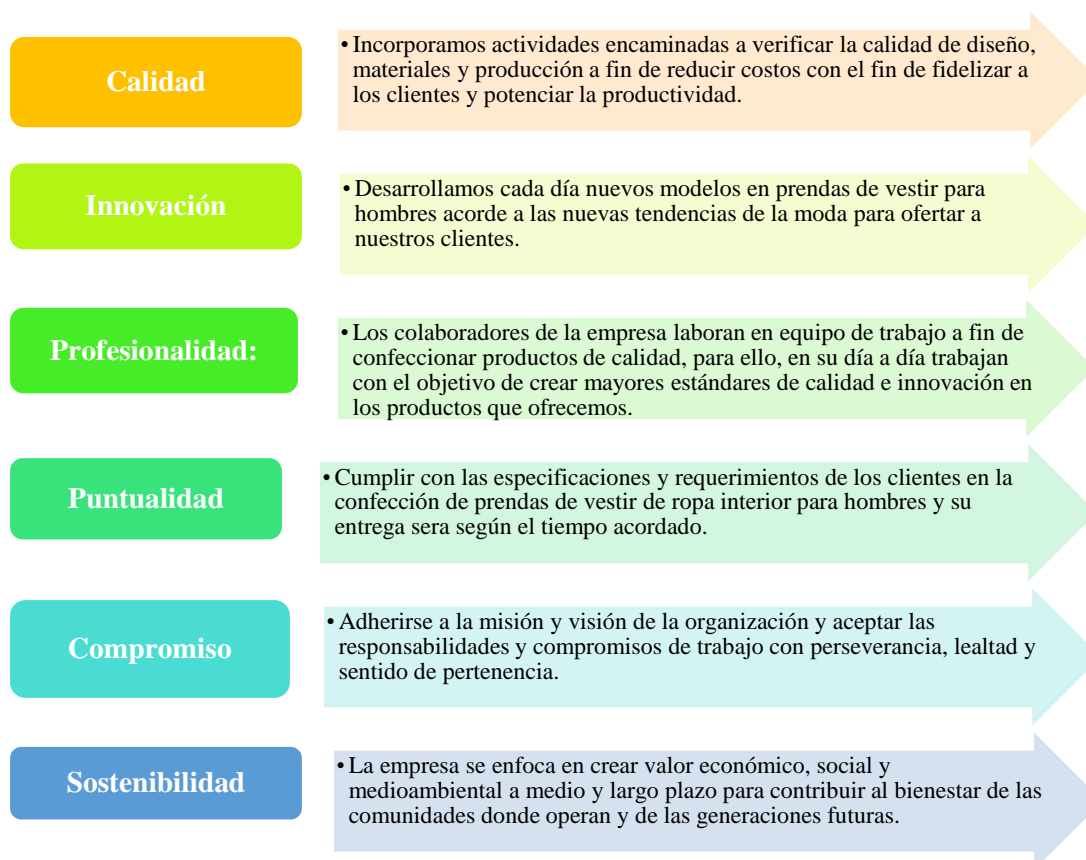 Calidad
• Incorporamos actividades encaminadas a verificar la calidad de diseño,
materiales y producción a fin de reducir costos con el fin de fidelizar a
los clientes y potenciar la productividad.
Innovación
• Desarrollamos cada día nuevos modelos en prendas de vestir para
hombres acorde a las nuevas tendencias de la moda para ofertar a
nuestros clientes.
Profesionalidad:
• Los colaboradores de la empresa laboran en equipo de trabajo a fin de
confeccionar productos de calidad, para ello, en su día a día trabajan
con el objetivo de crear mayores estándares de calidad e innovación en
los productos que ofrecemos.
Puntualidad
• Cumplir con las especificaciones y requerimientos de los clientes en la
confección de prendas de vestir de ropa interior para hombres y su
entrega sera según el tiempo acordado.
Compromiso
• Adherirse a la misión y visión de la organización y aceptar las
responsabilidades y compromisos de trabajo con perseverancia, lealtad y
sentido de pertenencia.
Sostenibilidad
• La empresa se enfoca en crear valor económico, social y
medioambiental a medio y largo plazo para contribuir al bienestar de las
comunidades donde operan y de las generaciones futuras.